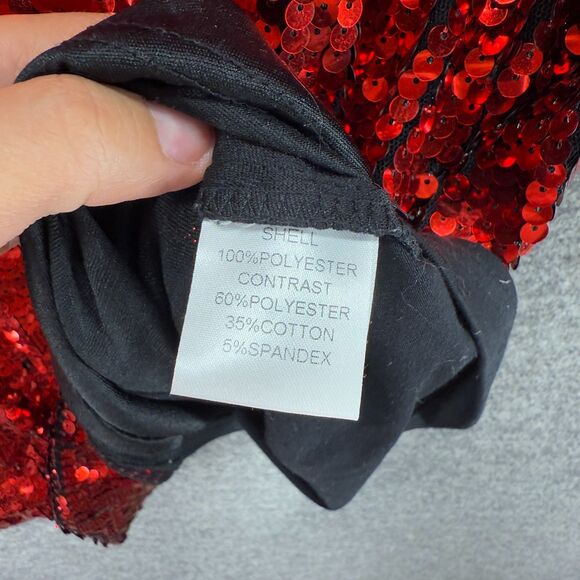 SHELL
100%POLYESTER
CONTRAST
60%POLYESTER
35%COTTON
5%SPANDEX